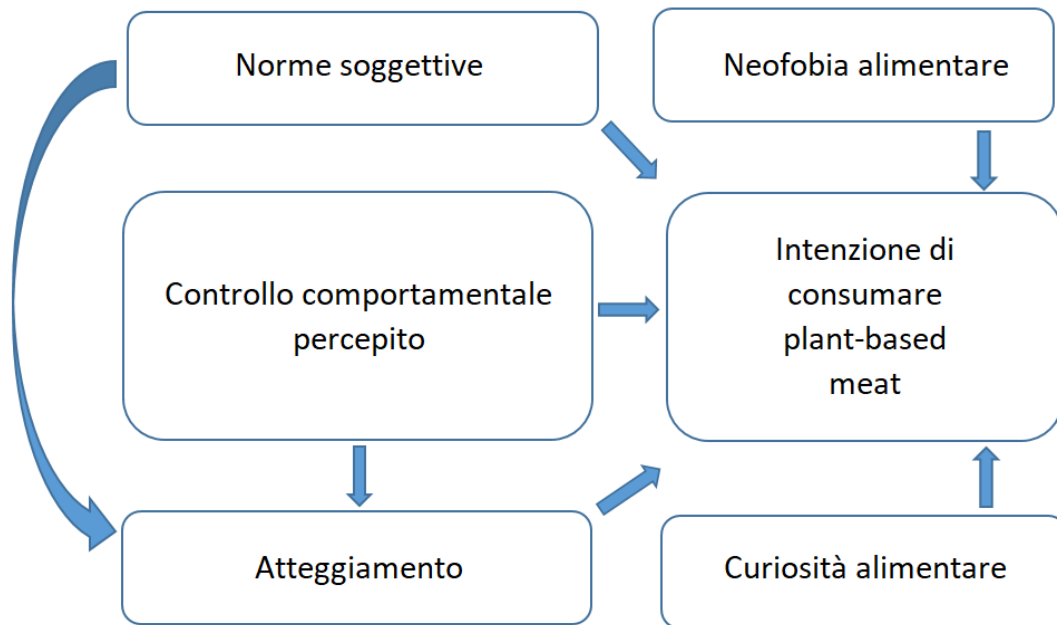 Norme soggettive
Neofobia alimentare
Controllo comportamentale
percepito
Intenzione di
consumare
plant-based
meat
Atteggiamento
Curiosità alimentare